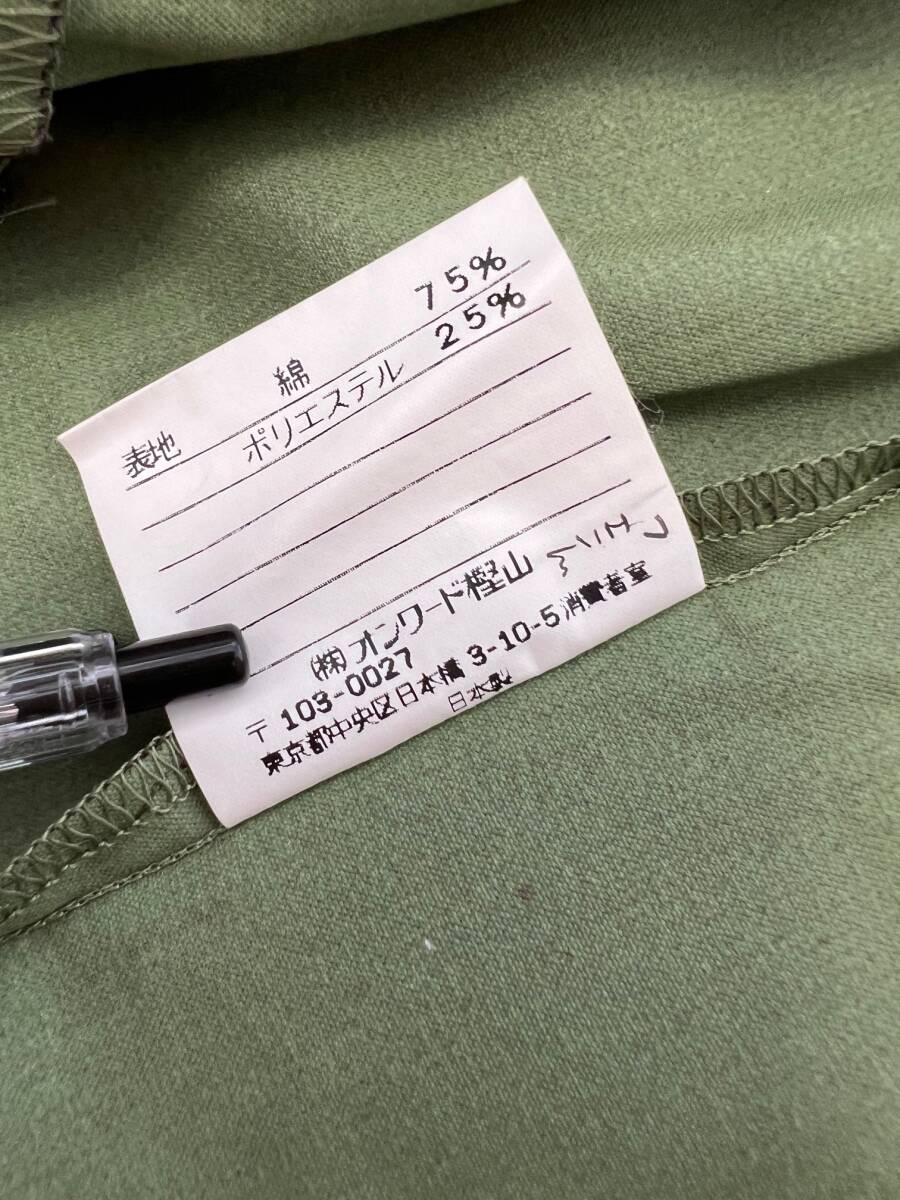 綿 75%
表地 ポリエステル 25%
(株)オンワード樫山
〒103-0027
東京都中央区日本橋 3-10-5 消費者室
日本製